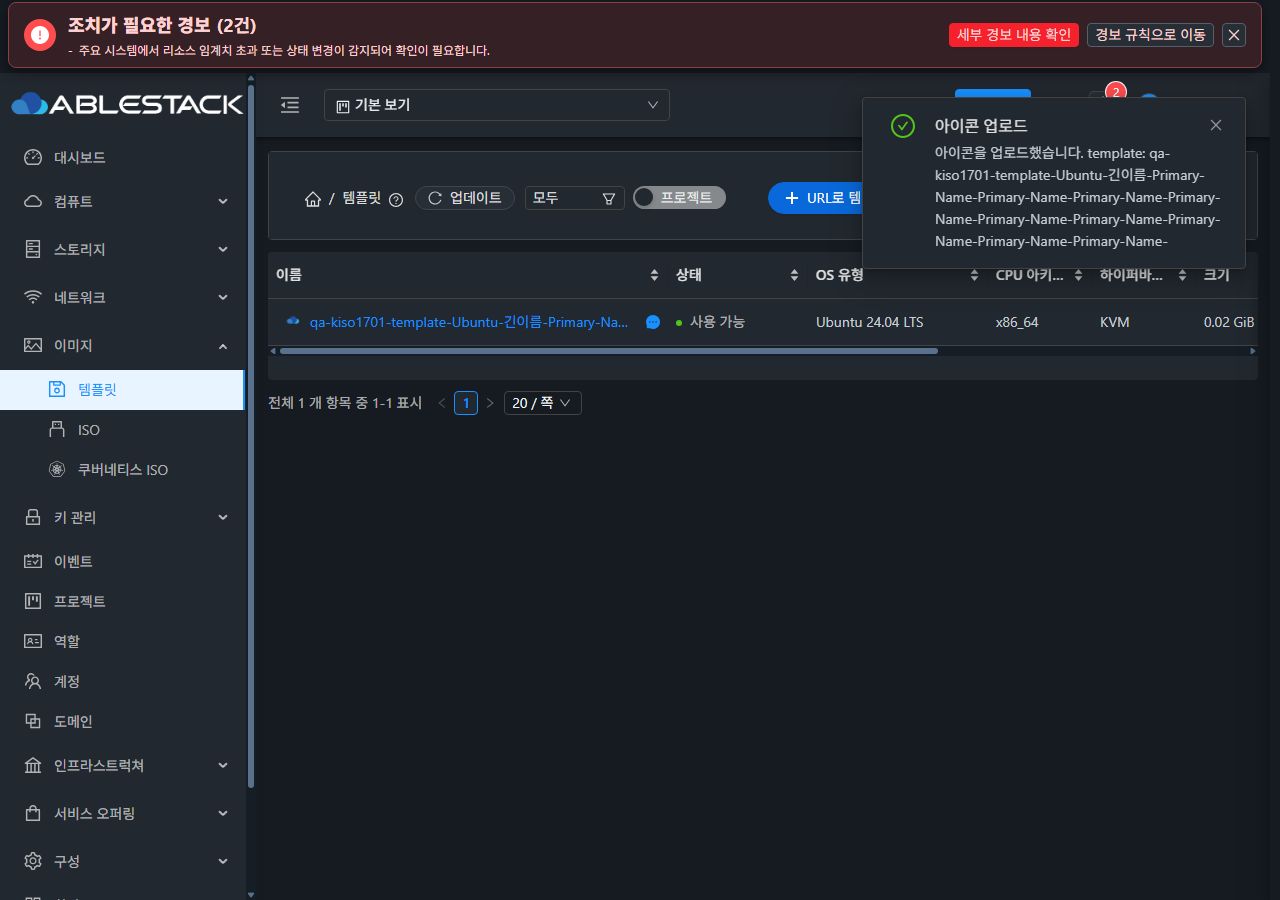 조치가 필요한 경보 (2건)
- 주요 시스템에서 리소스 임계치 초과 또는 상태 변경이 감지되어 확인이 필요합니다.
세부 경보 내용 확인
경보 규칙으로 이동
ABLESTACK
기본 보기
2
대시보드
컴퓨트
스토리지
네트워크
이미지
템플릿
ISO
쿠버네티스 ISO
키 관리
이벤트
프로젝트
역할
계정
도메인
인프라스트럭쳐
서비스 오퍼링
구성
/ 템플릿
업데이트
모두
프로젝트
URL로 템
아이콘 업로드
아이콘을 업로드했습니다. template: qa-
kiso1701-template-Ubuntu-긴이름-Primary-
Name-Primary-Name-Primary-Name-Primary-
Name-Primary-Name-Primary-Name-Primary-
Name-Primary-Name-Primary-Name-
이름 상태 OS 유형 CPU 아키... 하이퍼바... 크기
qa-kiso1701-template-Ubuntu-긴이름-Primary-Na... 사용 가능 Ubuntu 24.04 LTS x86_64 KVM 0.02 GiB
전체 1 개 항목 중 1-1 표시 < 1 > 20 / 쪽